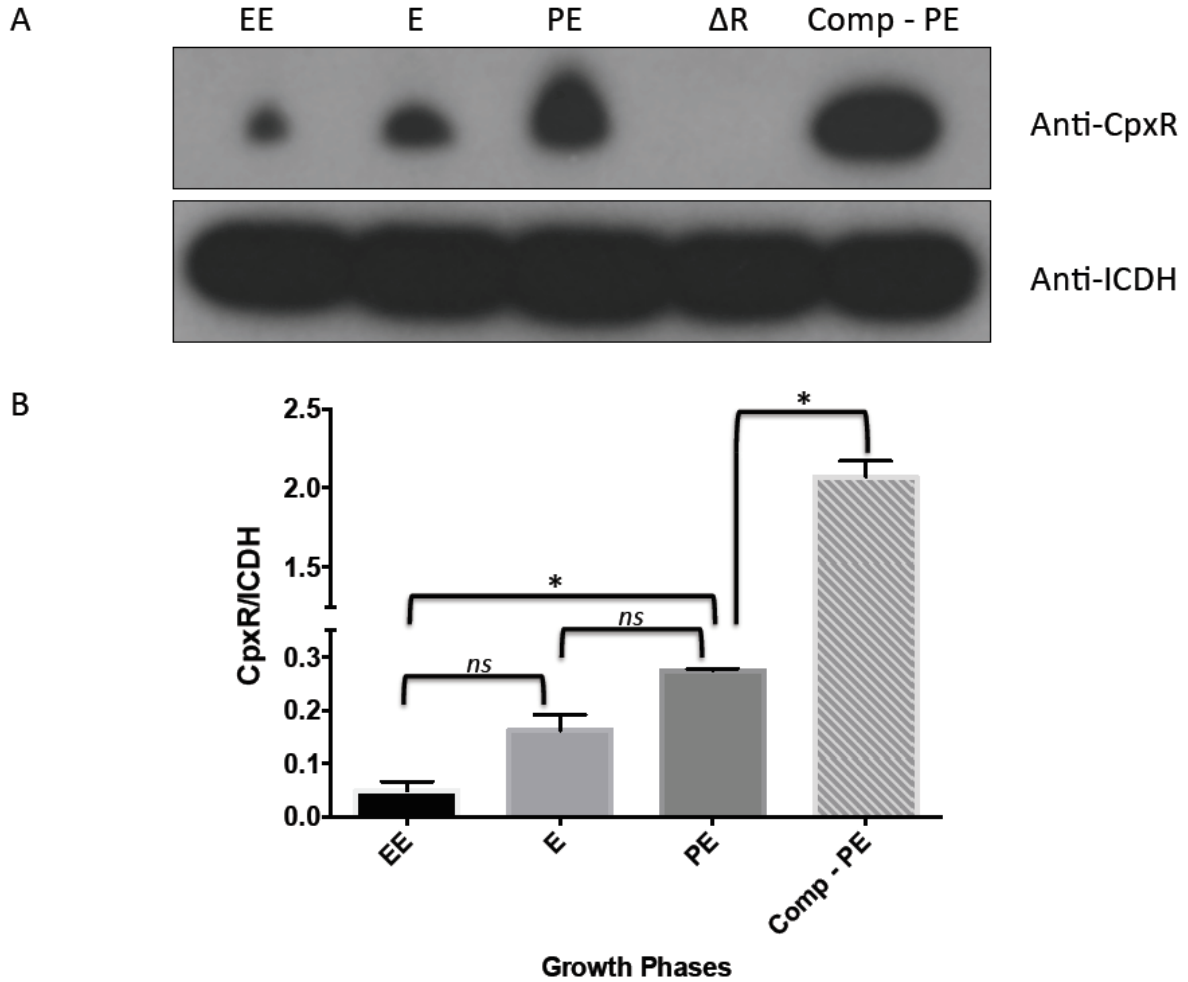 A
EE E PE ΔR Comp - PE
Anti-CpxR
Anti-ICDH
B
2.5
*
2.0
1.5
*
ns
0.3
ns
0.2
0.1
0.0
CpxR/ICDH
EE E PE Comp - PE
Growth Phases